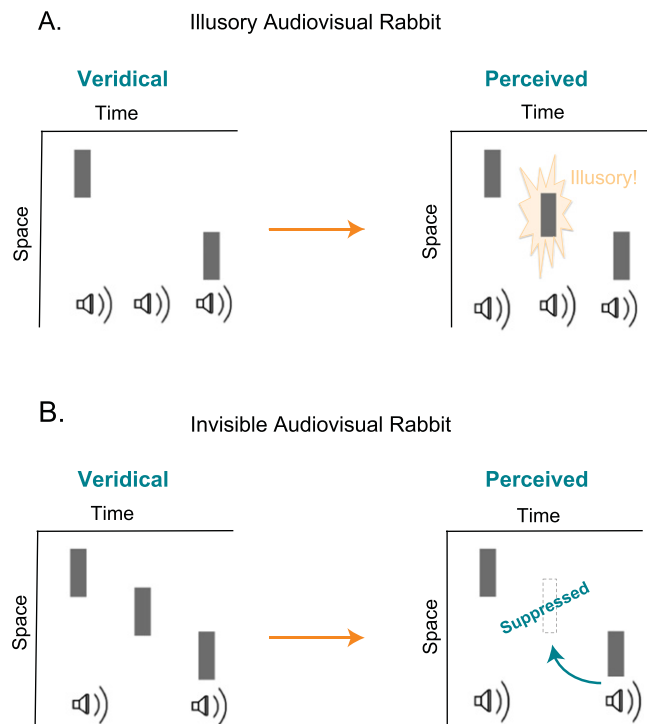 A.
Illusory Audiovisual Rabbit
Veridical
Perceived
Time
Time
Space
Space
Illusory!
B.
Invisible Audiovisual Rabbit
Veridical
Perceived
Time
Time
Space
Space
Suppressed